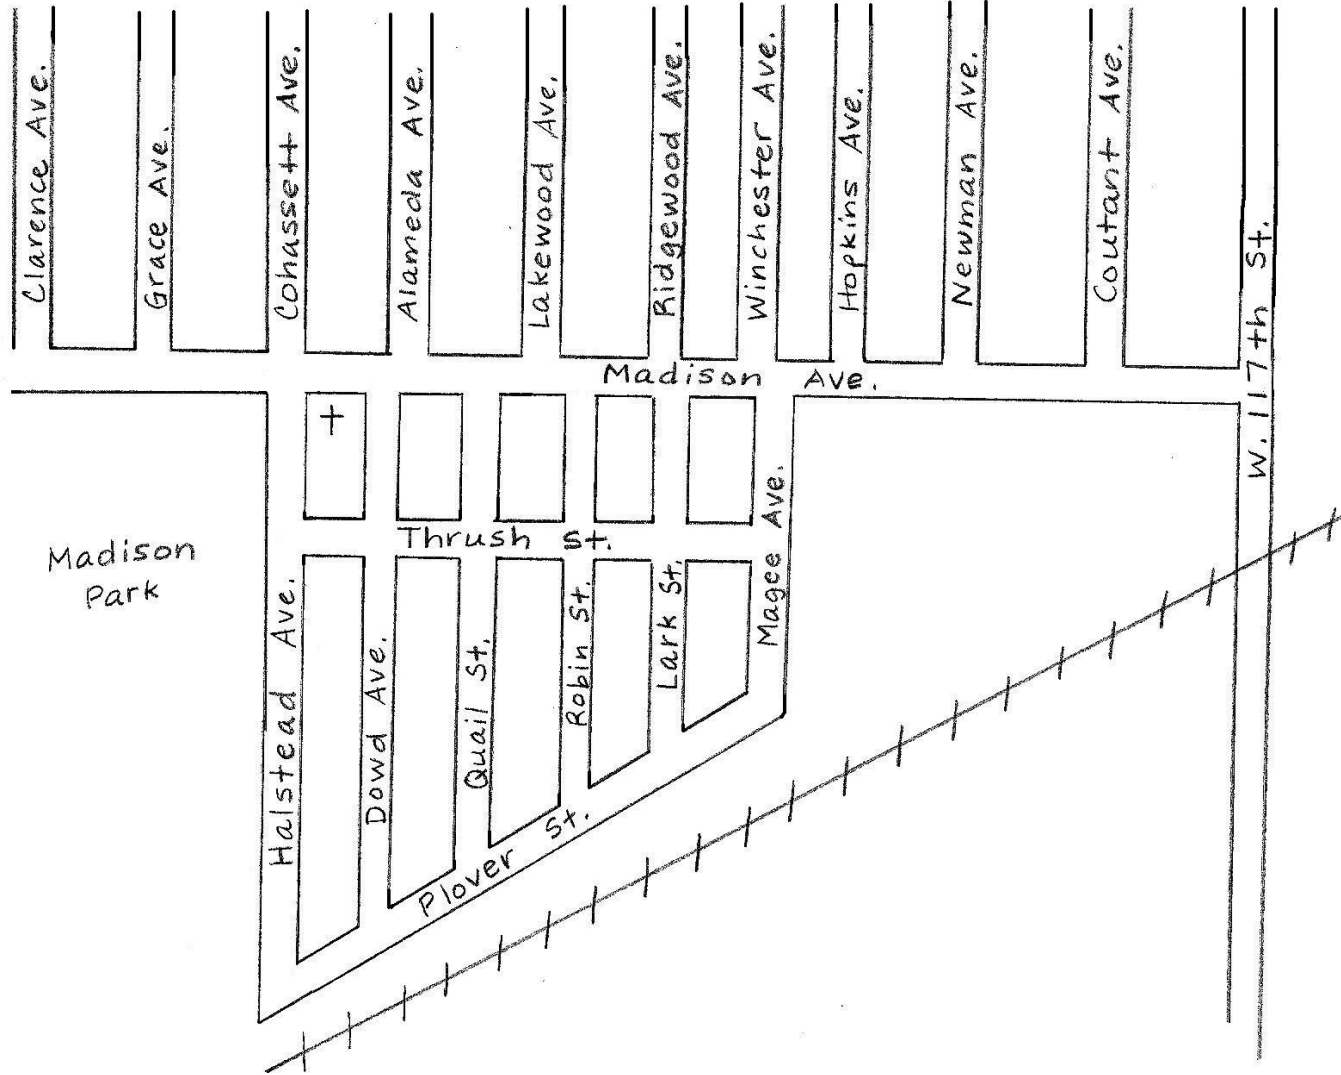 Clarence Ave.
Grace Ave.
Cohassett Ave.
Alameda Ave.
Lakewood Ave.
Ridgewood Ave.
Winchester Ave.
Hopkins Ave.
Newman Ave.
Coutant Ave.
W. 117th St.
Madison Ave.
Thrush St.
Madison
Park
Halstead Ave.
Dowd Ave.
Quail St.
Robin St.
Lark St.
Magee Ave.
Plover St.